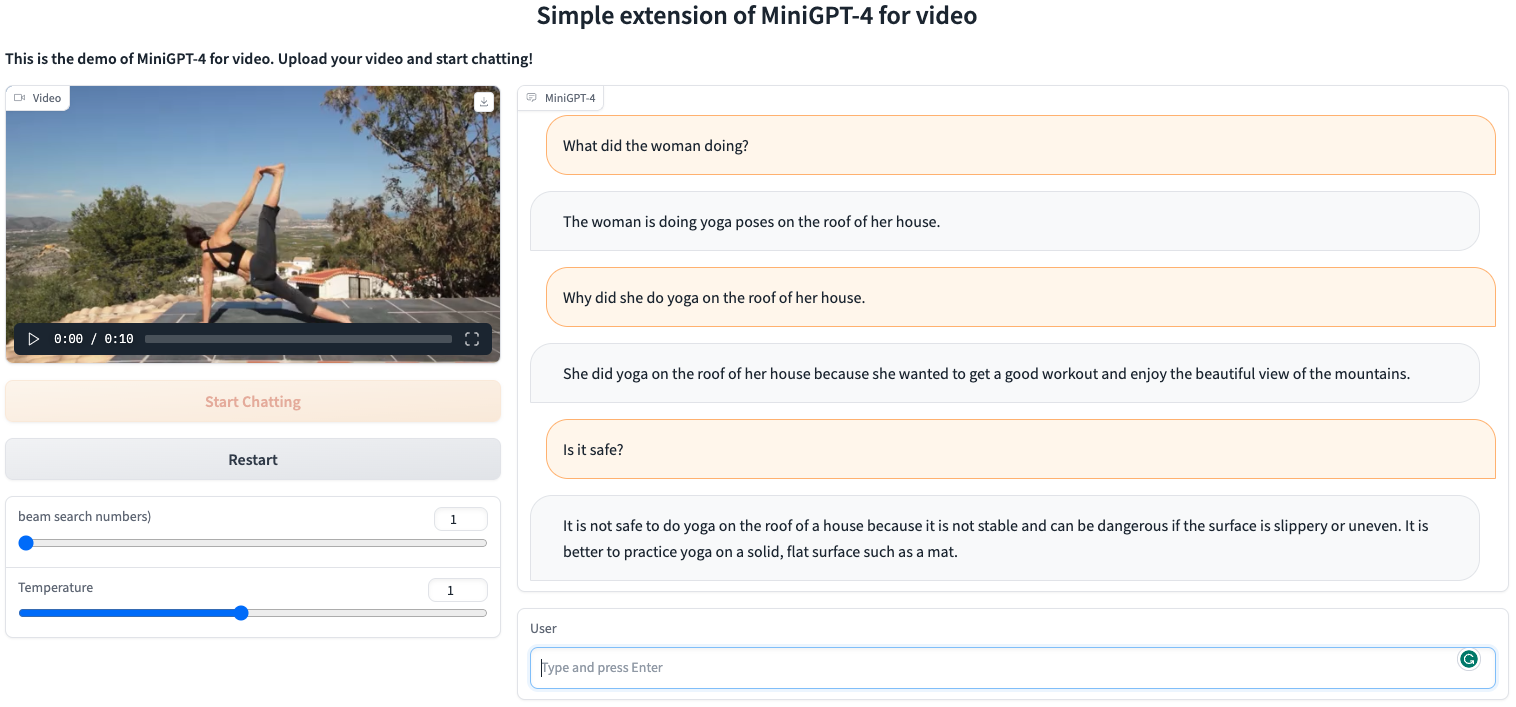 Simple extension of MiniGPT-4 for video
This is the demo of MiniGPT-4 for video. Upload your video and start chatting!
Video
0:00 / 0:10
Start Chatting
Restart
beam search numbers)
1
Temperature
1
MiniGPT-4
What did the woman doing?
The woman is doing yoga poses on the roof of her house.
Why did she do yoga on the roof of her house.
She did yoga on the roof of her house because she wanted to get a good workout and enjoy the beautiful view of the mountains.
Is it safe?
It is not safe to do yoga on the roof of a house because it is not stable and can be dangerous if the surface is slippery or uneven. It is
better to practice yoga on a solid, flat surface such as a mat.
User
Type and press Enter